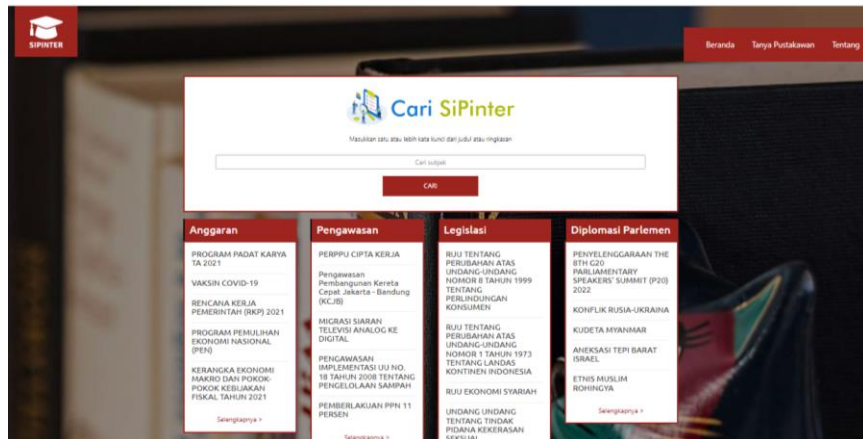 SIPINTER
Beranda Tanya Pustakawan Tentang
Cari SiPinter
Masukkan satu atau lebih kata kunci dari judul atau ringkasan
Cari subjek
CARI
Anggaran
PROGRAM PADAT KARYA
TA 2021
VAKSIN COVID-19
RENCANA KERJA
PEMERINTAH (RKP) 2021
PROGRAM PEMULIHAN
EKONOMI NASIONAL
(PEN)
KERANGKA EKONOMI
MAKRO DAN POKOK-
POKOK KEBIJAKAN
FISKAL TAHUN 2021
Selengkapnya >
Pengawasan
PERPPU CIPTA KERJA
Pengawasan
Pembangunan Kereta
Cepat Jakarta - Bandung
(KCJB)
MIGRASI SIARAN
TELEVISI ANALOG KE
DIGITAL
PENGAWASAN
IMPLEMENTASI UU NO.
18 TAHUN 2008 TENTANG
PENGELOLAAN SAMPAH
PEMBERLAKUAN PPN 11
PERSEN
Selengkapnya >
Legislasi
RUU TENTANG
PERUBAHAN ATAS
UNDANG-UNDANG
NOMOR 8 TAHUN 1999
TENTANG
PERLINDUNGAN
KONSUMEN
RUU TENTANG
PERUBAHAN ATAS
UNDANG-UNDANG
NOMOR 1 TAHUN 1973
TENTANG LANDAS
KONTINEN INDONESIA
RUU EKONOMI SYARIAH
UNDANG UNDANG
TENTANG TINDAK
PIDANA KEKERASAN
SEKSUAL
Diplomasi Parlemen
PENYELENGGARAAN THE
8TH G20
PARLIAMENTARY
SPEAKERS' SUMMIT (P20)
2022
KONFLIK RUSIA-UKRAINA
KUDETA MYANMAR
ANEKSASI TEPI BARAT
ISRAEL
ETNIS MUSLIM
ROHINGYA
Selengkapnya >